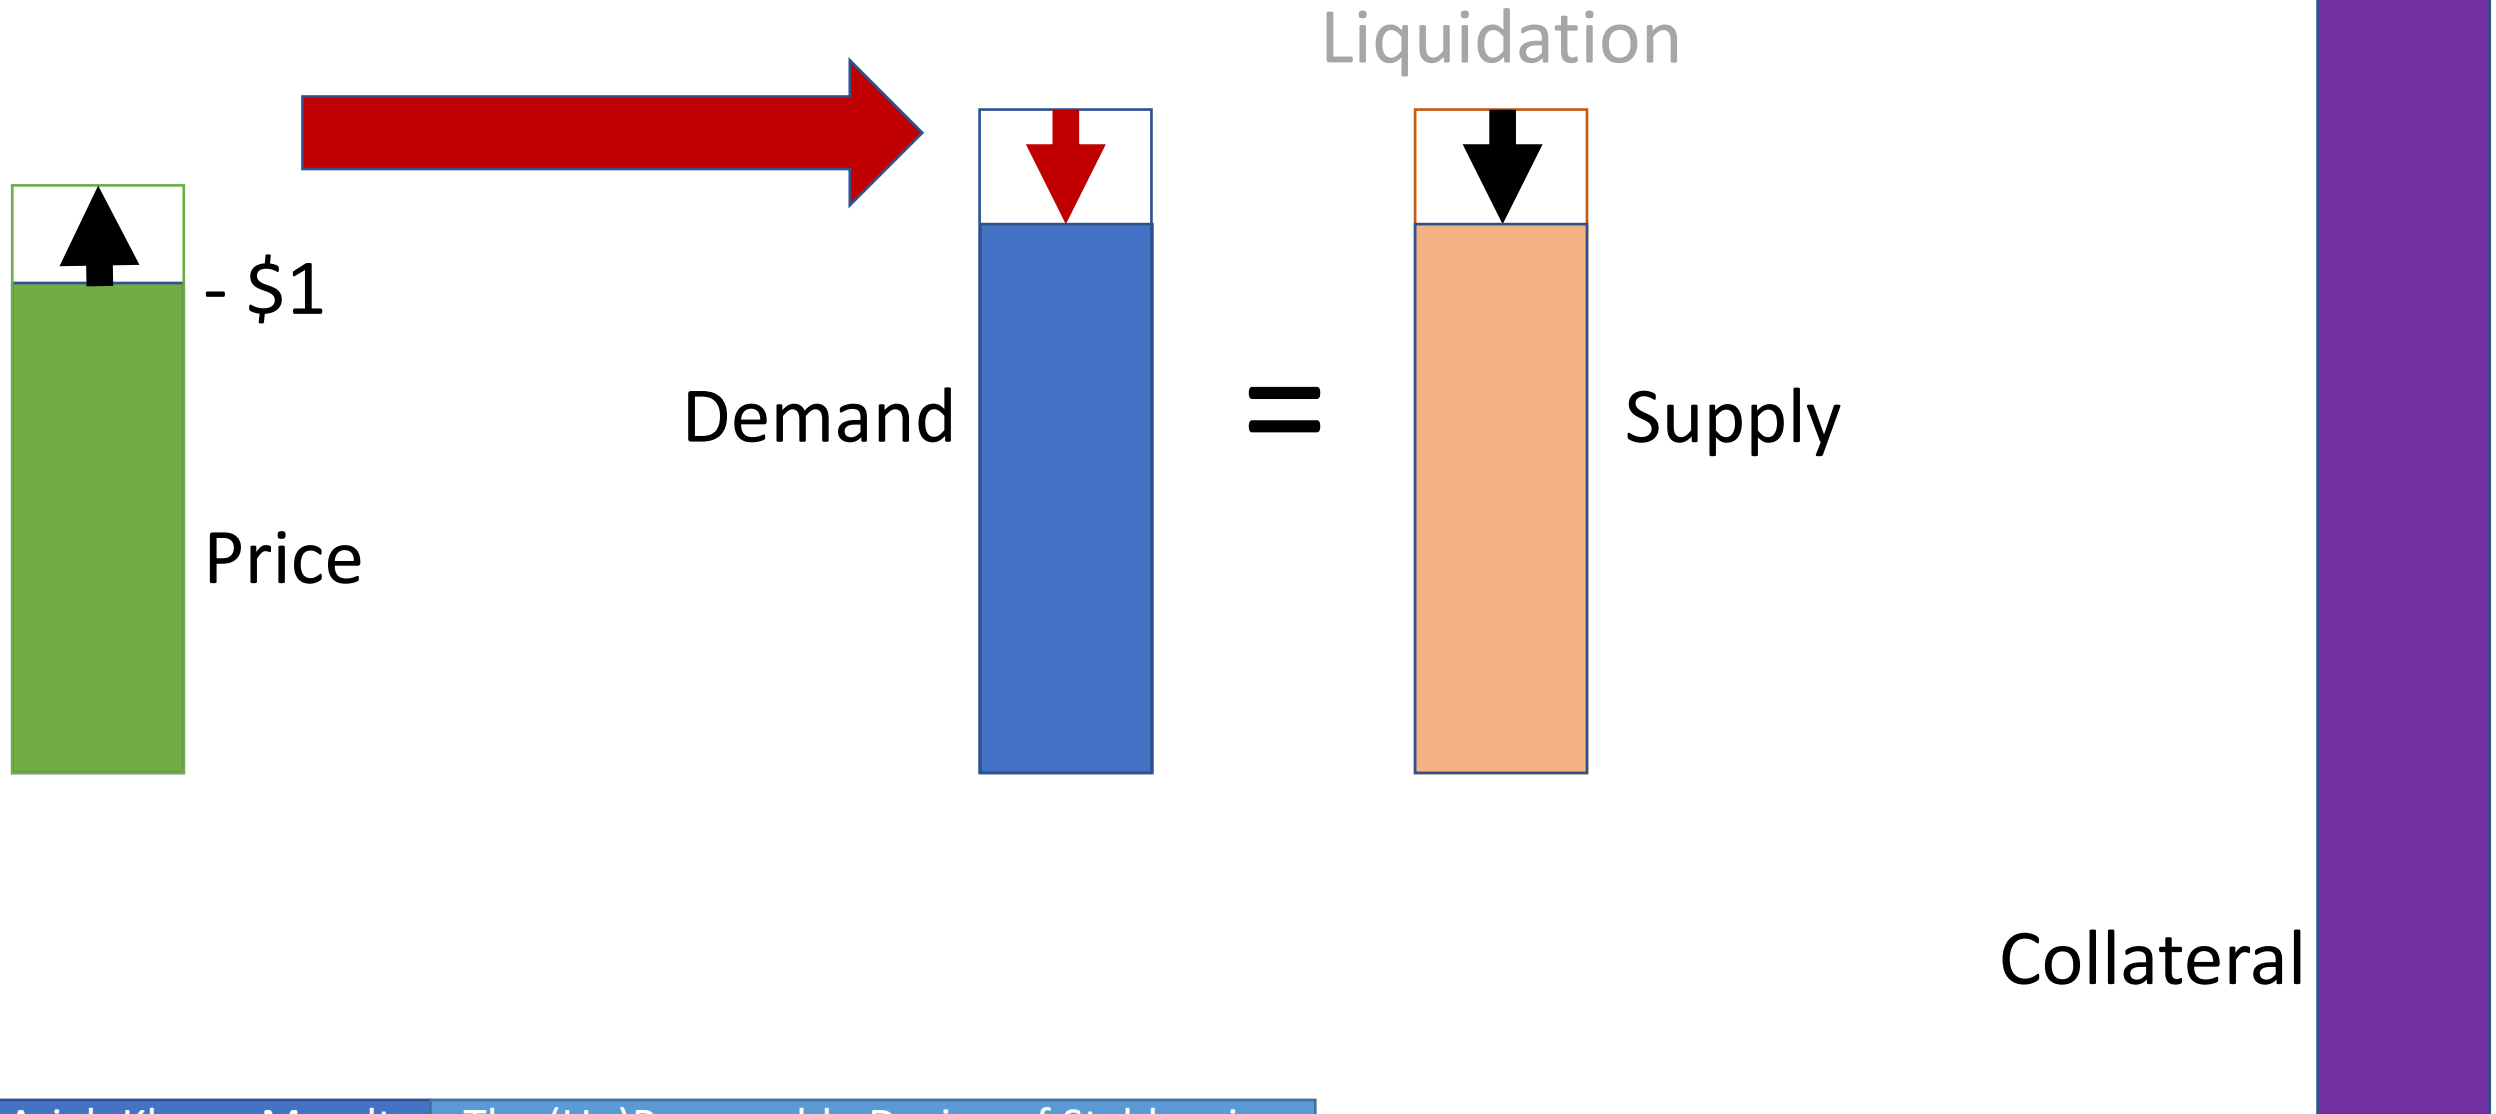 Liquidation
- $1
Demand
=
Supply
Price
Collateral